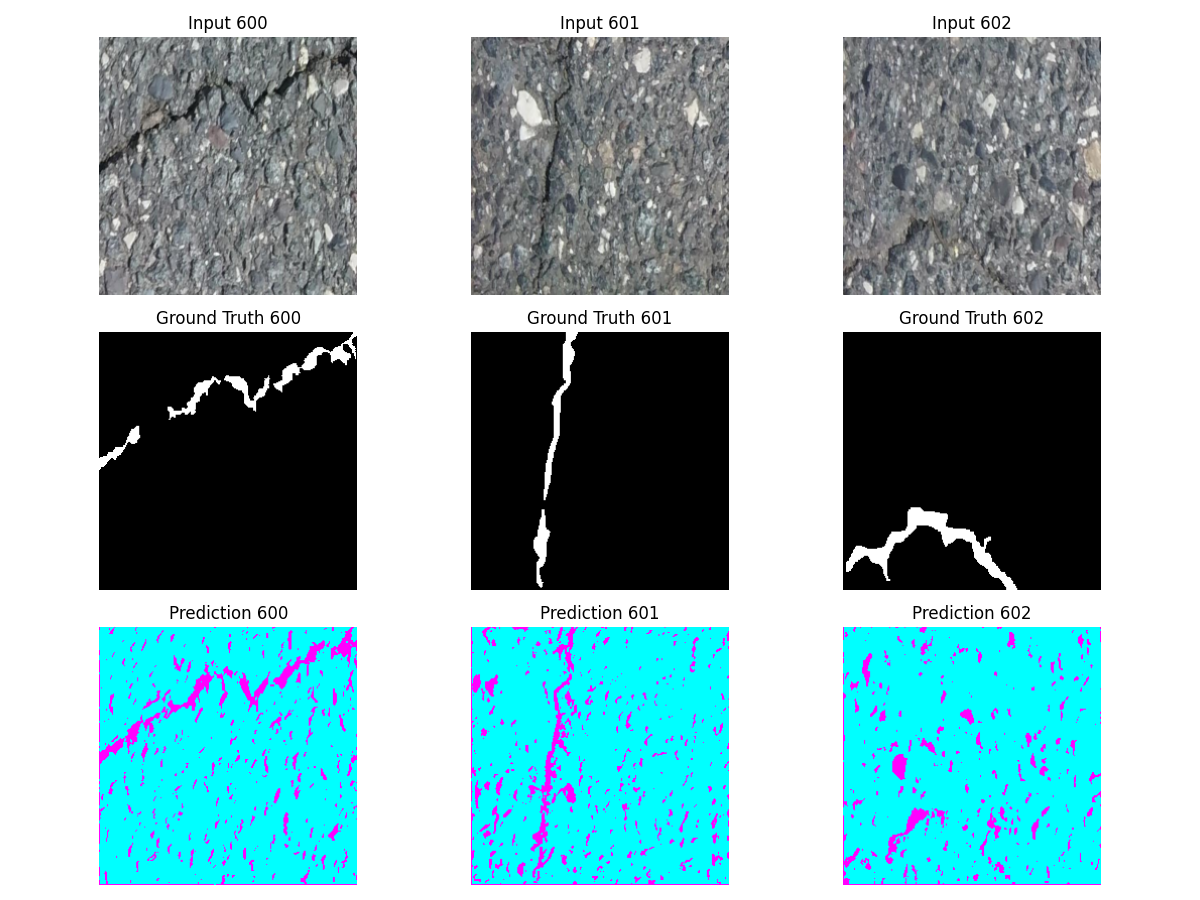 Input 600
Input 601
Input 602
Ground Truth 600
Ground Truth 601
Ground Truth 602
Prediction 600
Prediction 601
Prediction 602